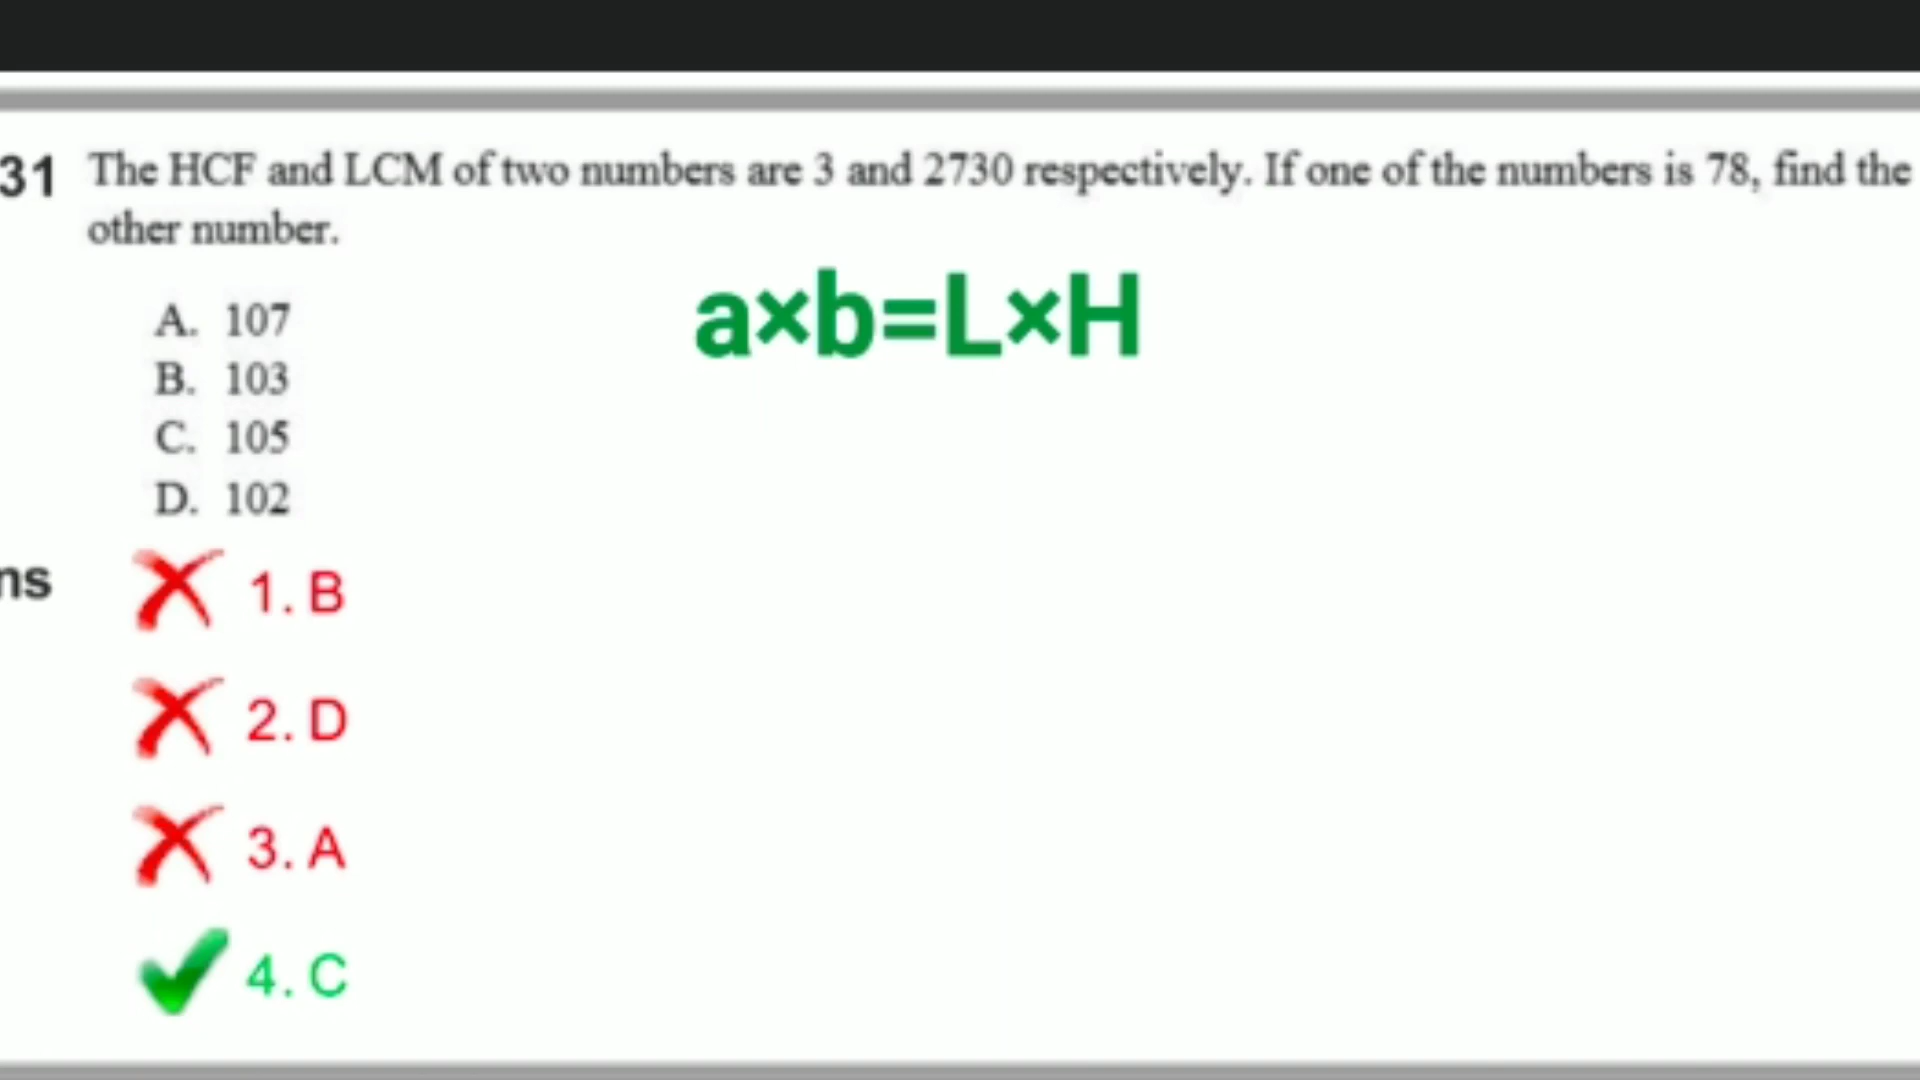 31 The HCF and LCM of two numbers are 3 and 2730 respectively. If one of the numbers is 78, find the
other number.
a×b=L×H
A. 107
B. 103
C. 105
D. 102
ns
1. B
2. D
3. A
4. C